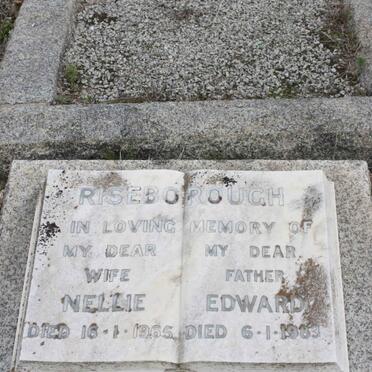 RISEBOROUGH
IN LOVING MEMORY OF
MY DEAR
WIFE
NELLIE
DIED 16-1-1955
MY DEAR
FATHER
EDWARD
DIED 6-1-1963